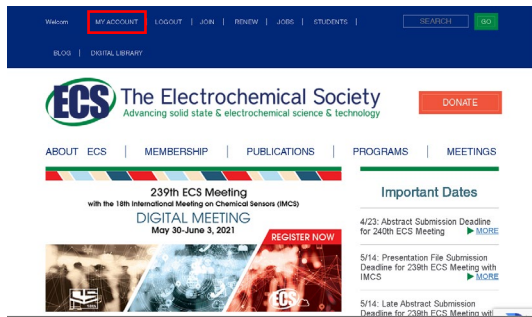 Welcom MY ACCOUNT LOGOUT | JOIN | RENEW | JOBS | STUDENTS | SEARCH GO
BLOG | DIGITAL LIBRARY
ECS The Electrochemical Society
Advancing solid state & electrochemical science & technology
DONATE
ABOUT ECS | MEMBERSHIP | PUBLICATIONS | PROGRAMS | MEETINGS
239th ECS Meeting
with the 18th International Meeting on Chemical Sensors (IMCS)
DIGITAL MEETING
May 30-June 3, 2021
REGISTER NOW
ECS
Important Dates
4/23: Abstract Submission Deadline
for 240th ECS Meeting MORE
5/14: Presentation File Submission
Deadline for 239th ECS Meeting with
IMCS MORE
5/14: Late Abstract Submission
Deadline for 239th ECS Meeting wit